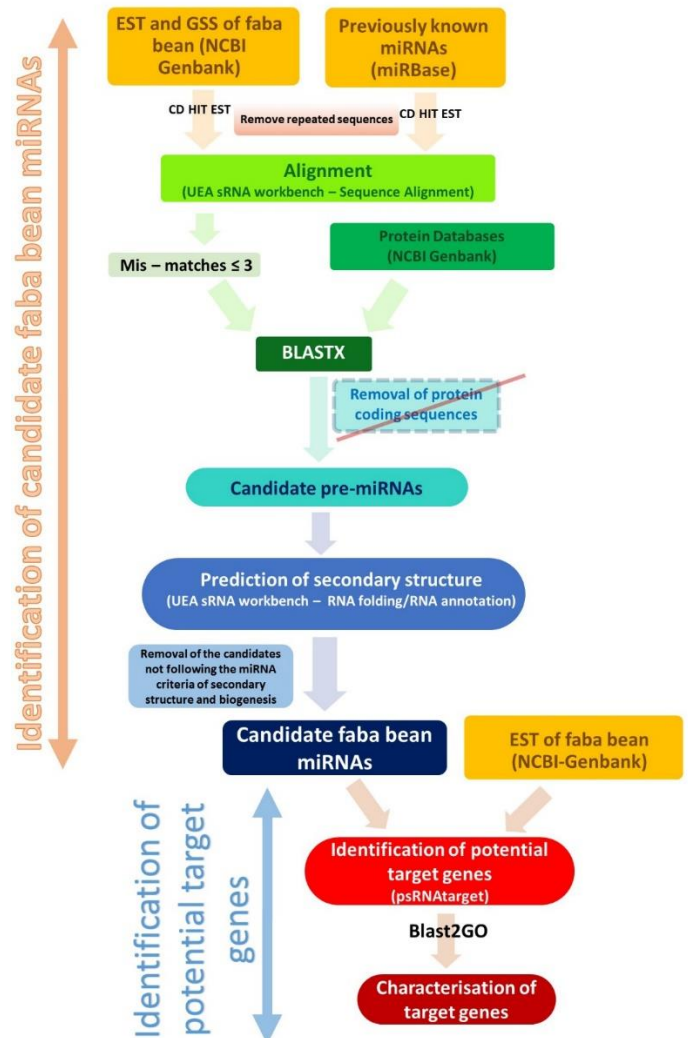 EST and GSS of faba
bean (NCBI
Genbank)
Previously known
miRNAs
(miRBase)
CD HIT EST
Remove repeated sequences
CD HIT EST
Alignment
(UEA sRNA workbench – Sequence Alignment)
Mis – matches ≤ 3
Protein Databases
(NCBI Genbank)
BLASTX
Removal of protein
coding sequences
Candidate pre-miRNAs
Prediction of secondary structure
(UEA sRNA workbench – RNA folding/RNA annotation)
Removal of the candidates
not following the miRNA
criteria of secondary
structure and biogenesis
Candidate faba bean
miRNAs
EST of faba bean
(NCBI-Genbank)
Identification of potential
target genes
(psRNAtarget)
Blast2GO
Characterisation of
target genes
Identification of candidate faba bean miRNAs
Identification of
potential target
genes